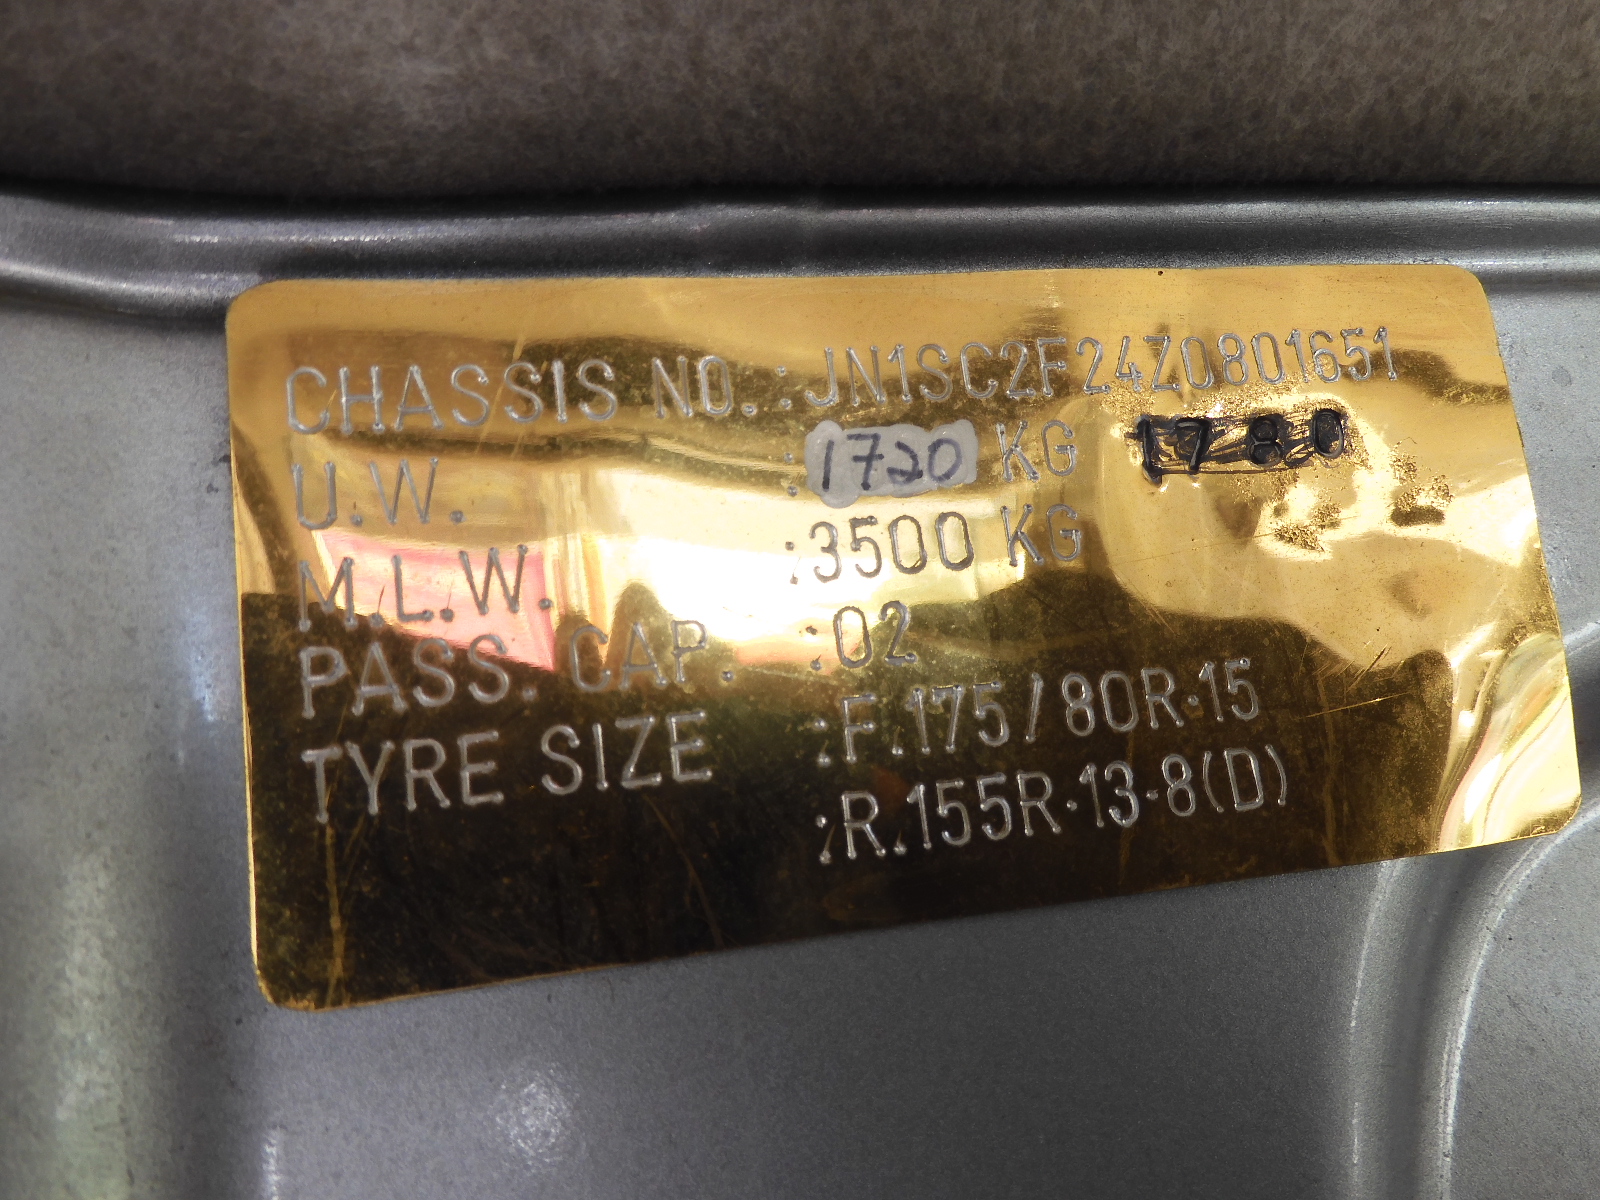 CHASSIS NO. :JN1SC2F24Z0801651
U.W. :1720 KG 1780
M.L.W. :3500 KG
PASS. CAP. :02
TYRE SIZE :F.175/80R·15
:R.155R·13-8(D)